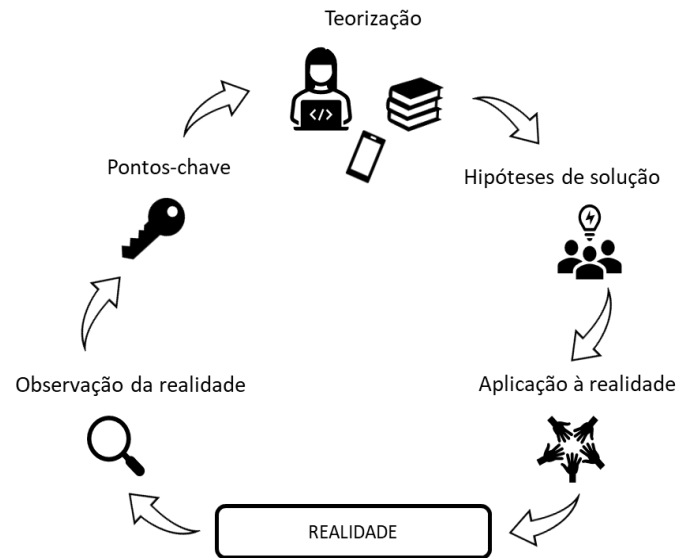 Teorização
</>
Pontos-chave
Hipóteses de solução
Observação da realidade
Aplicação à realidade
REALIDADE